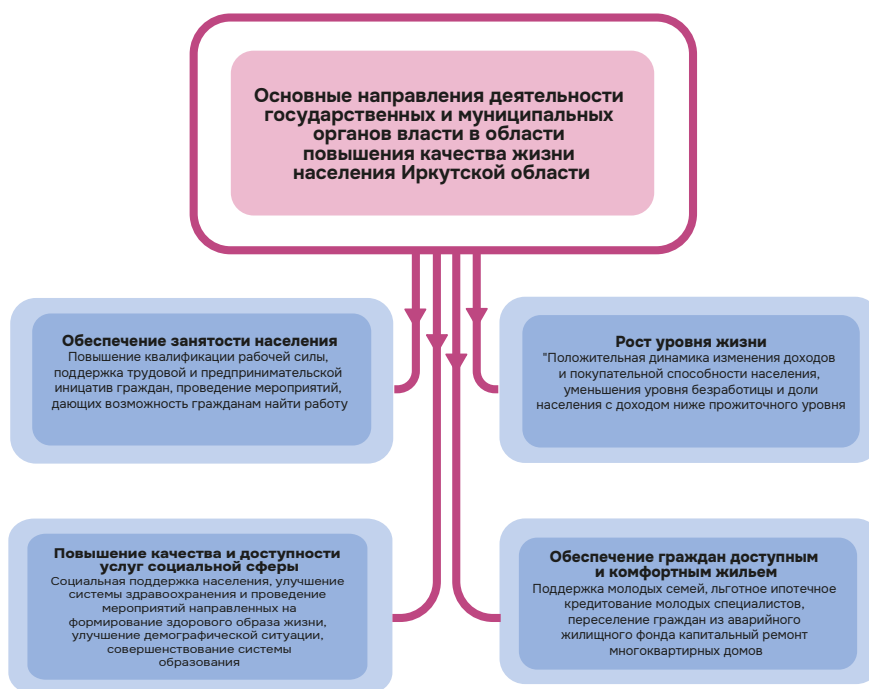 Основные направления деятельности
государственных и муниципальных
органов власти в области
повышения качества жизни
населения Иркутской области
Обеспечение занятости населения
Повышение квалификации рабочей силы,
поддержка трудовой и предпринимательской
инициатив граждан, проведение мероприятий,
дающих возможность гражданам найти работу
Рост уровня жизни
"Положительная динамика изменения доходов
и покупательной способности населения,
уменьшения уровня безработицы и доли
населения с доходом ниже прожиточного уровня
Повышение качества и доступности
услуг социальной сферы
Социальная поддержка населения, улучшение
системы здравоохранения и проведение
мероприятий направленных на
формирование здорового образа жизни,
улучшение демографической ситуации,
совершенствование системы
образования
Обеспечение граждан доступным
и комфортным жильем
Поддержка молодых семей, льготное ипотечное
кредитование молодых специалистов,
переселение граждан из аварийного
жилищного фонда капитальный ремонт
многоквартирных домов